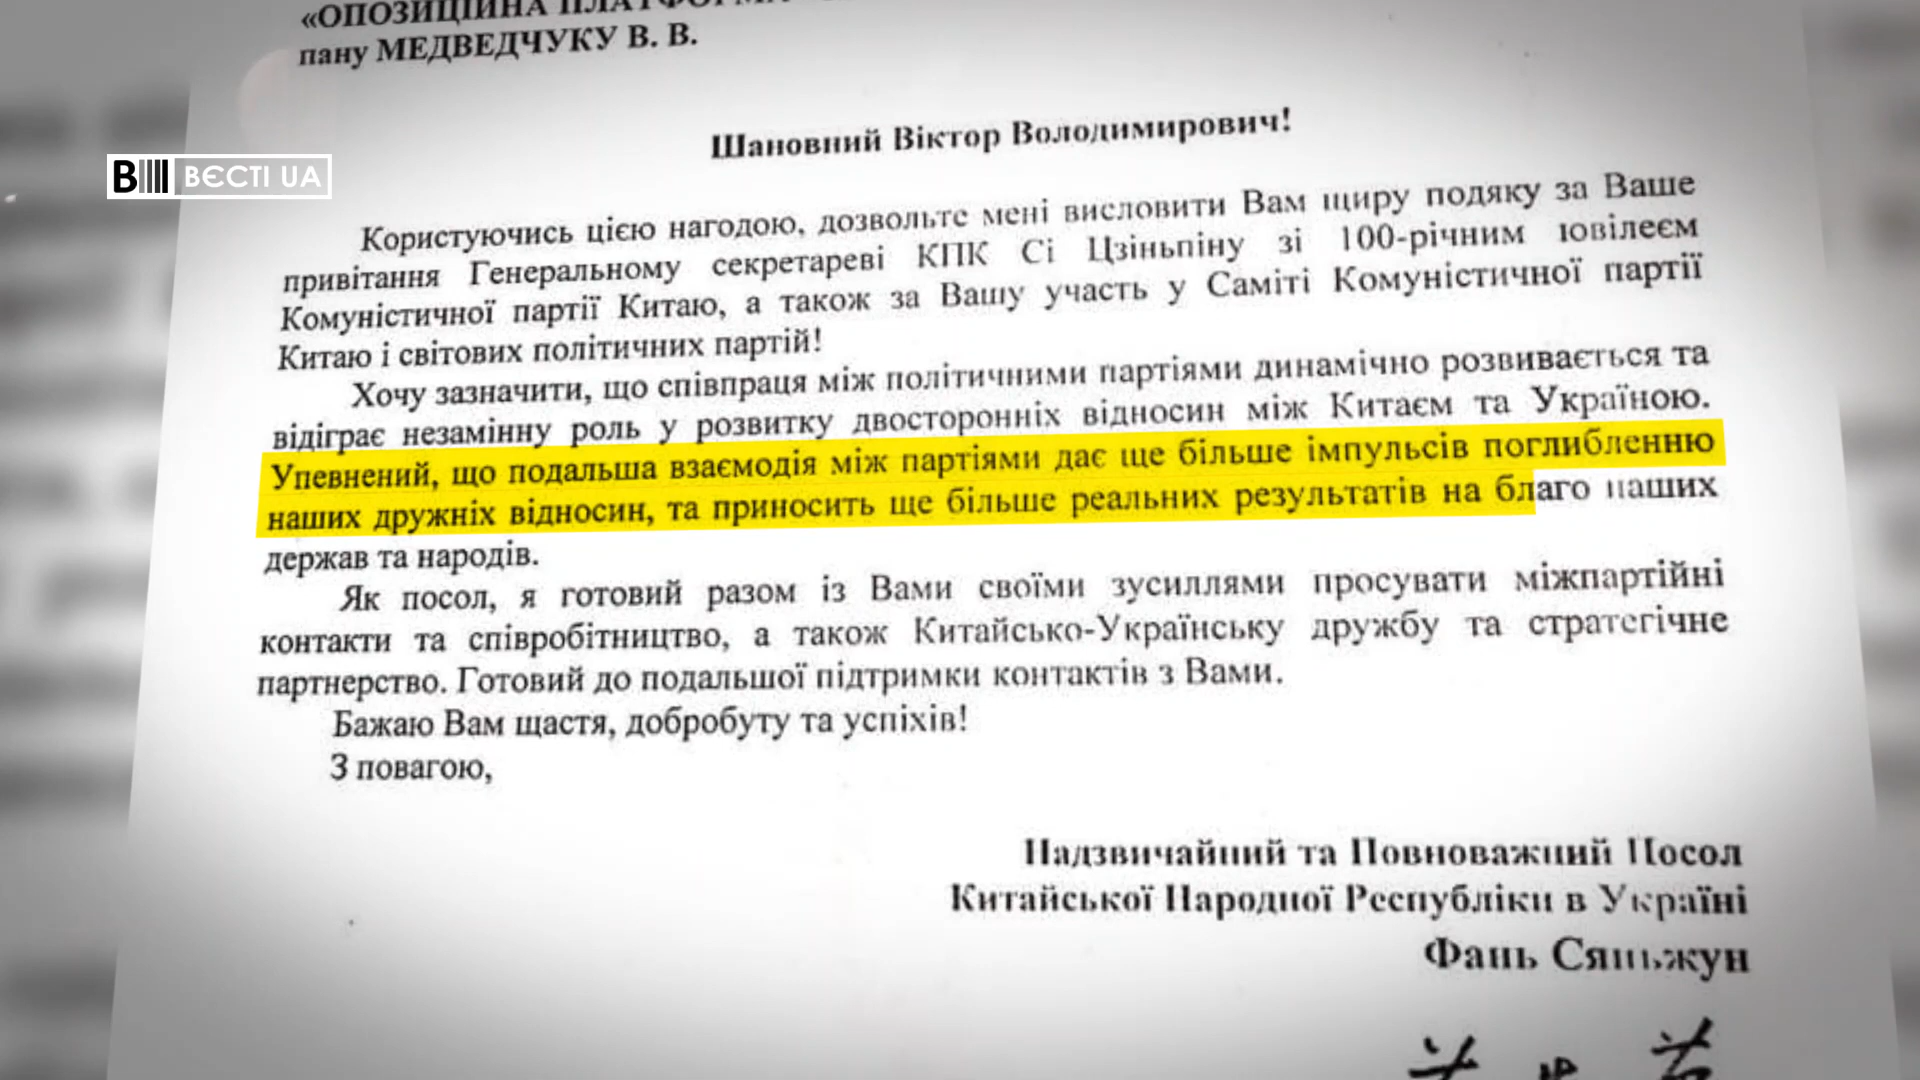 «ОПОЗИЦІЙНА ПЛАТФОРМА
пану МЕДВЕДЧУКУ В. В.
Шановний Віктор Володимирович!
В ВЄСТІ UA
Користуючись цією нагодою, дозвольте мені висловити Вам щиру подяку за Ваше
привітання Генеральному секретареві КПК Сі Цзіньпіну зі 100-річним ювілеєм
Комуністичної партії Китаю, а також за Вашу участь у Саміті Комуністичної партії
Китаю і світових політичних партій!
Хочу зазначити, що співпраця між політичними партіями динамічно розвивається та
відіграє незамінну роль у розвитку двосторонніх відносин між Китаєм та Україною.
Упевнений, що подальша взаємодія між партіями дає ще більше імпульсів поглибленню
наших дружніх відносин, та приносить ще більше реальних результатів на благо наших
держав та народів.
Як посол, я готовий разом із Вами своїми зусиллями просувати міжпартійні
контакти та співробітництво, а також Китайсько-Українську дружбу та стратегічне
партнерство. Готовий до подальшої підтримки контактів з Вами.
Бажаю Вам щастя, добробуту та успіхів!
З повагою,
Надзвичайний та Повноважний Посол
Китайської Народної Республіки в Україні
Фань Сяньжун